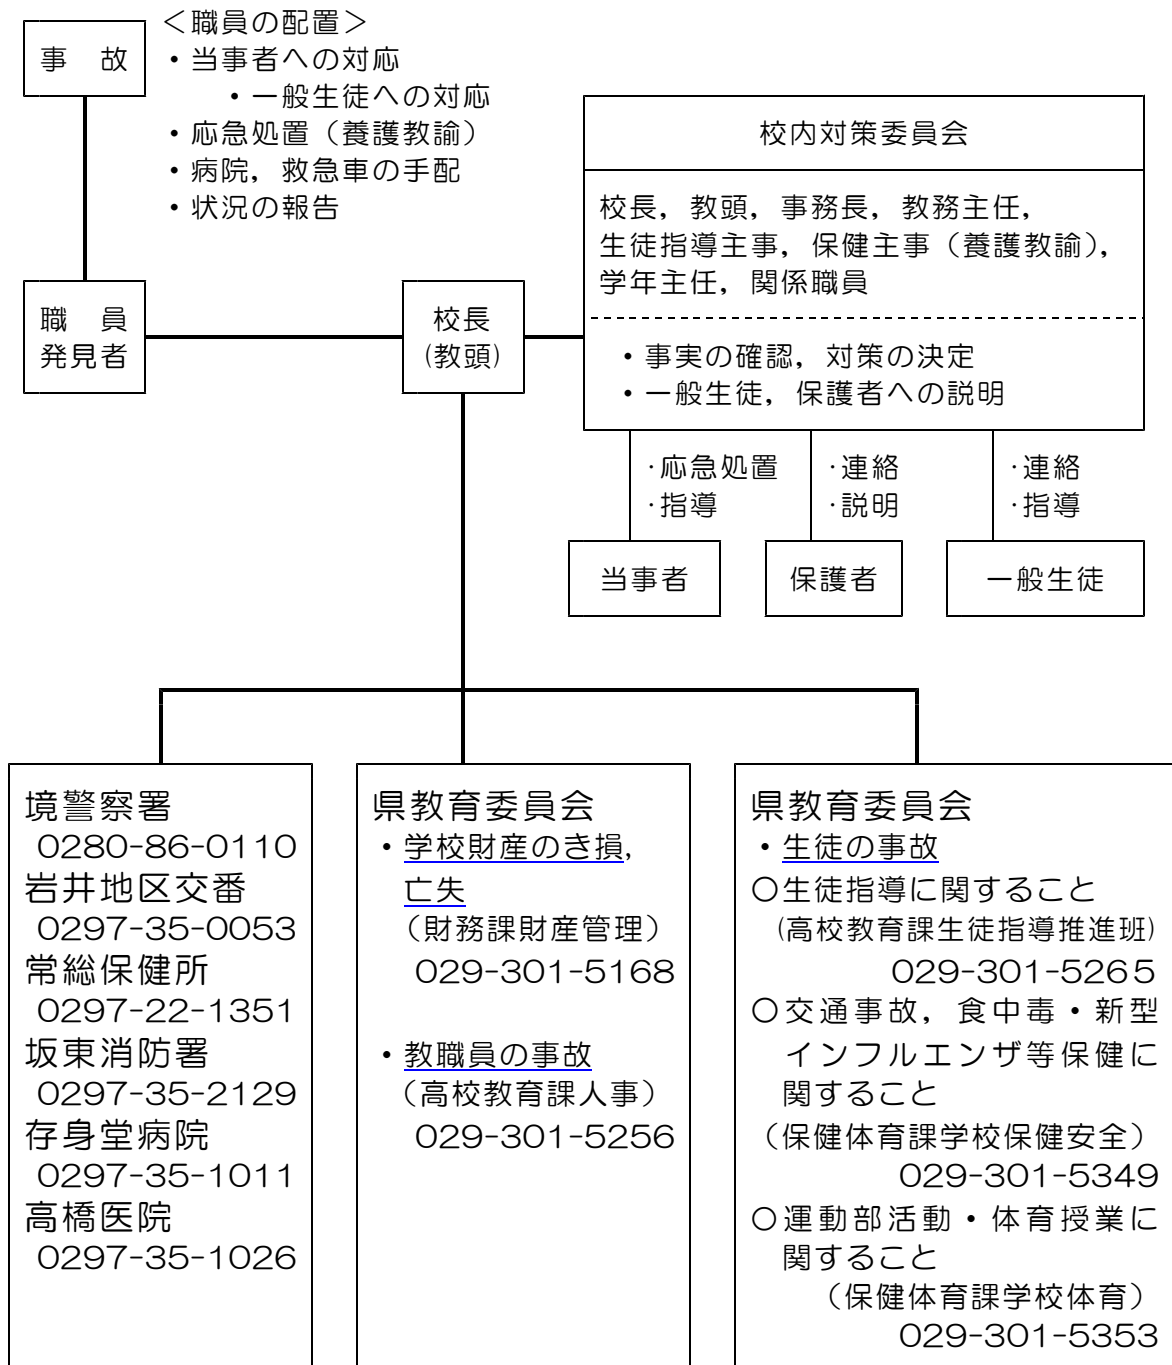 事　故
＜職員の配置＞
・当事者への対応
・一般生徒への対応
・応急処置（養護教諭）
・病院，救急車の手配
・状況の報告
職　員
発見者
校長
(教頭)
校内対策委員会
校長，教頭，事務長，教務主任，
生徒指導主事，保健主事（養護教諭），
学年主任，関係職員
・事実の確認，対策の決定
・一般生徒，保護者への説明
・応急処置
・指導
・連絡
・説明
・連絡
・指導
当事者
保護者
一般生徒
境警察署
0280-86-0110
岩井地区交番
0297-35-0053
常総保健所
0297-22-1351
坂東消防署
0297-35-2129
存身堂病院
0297-35-1011
高橋医院
0297-35-1026
県教育委員会
・学校財産のき損，
亡失
（財務課財産管理）
029-301-5168
・教職員の事故
（高校教育課人事）
029-301-5256
県教育委員会
・生徒の事故
○生徒指導に関すること
(高校教育課生徒指導推進班)
029-301-5265
○交通事故，食中毒・新型
インフルエンザ等保健に
関すること
（保健体育課学校保健安全）
029-301-5349
○運動部活動・体育授業に
関すること
（保健体育課学校体育）
029-301-5353